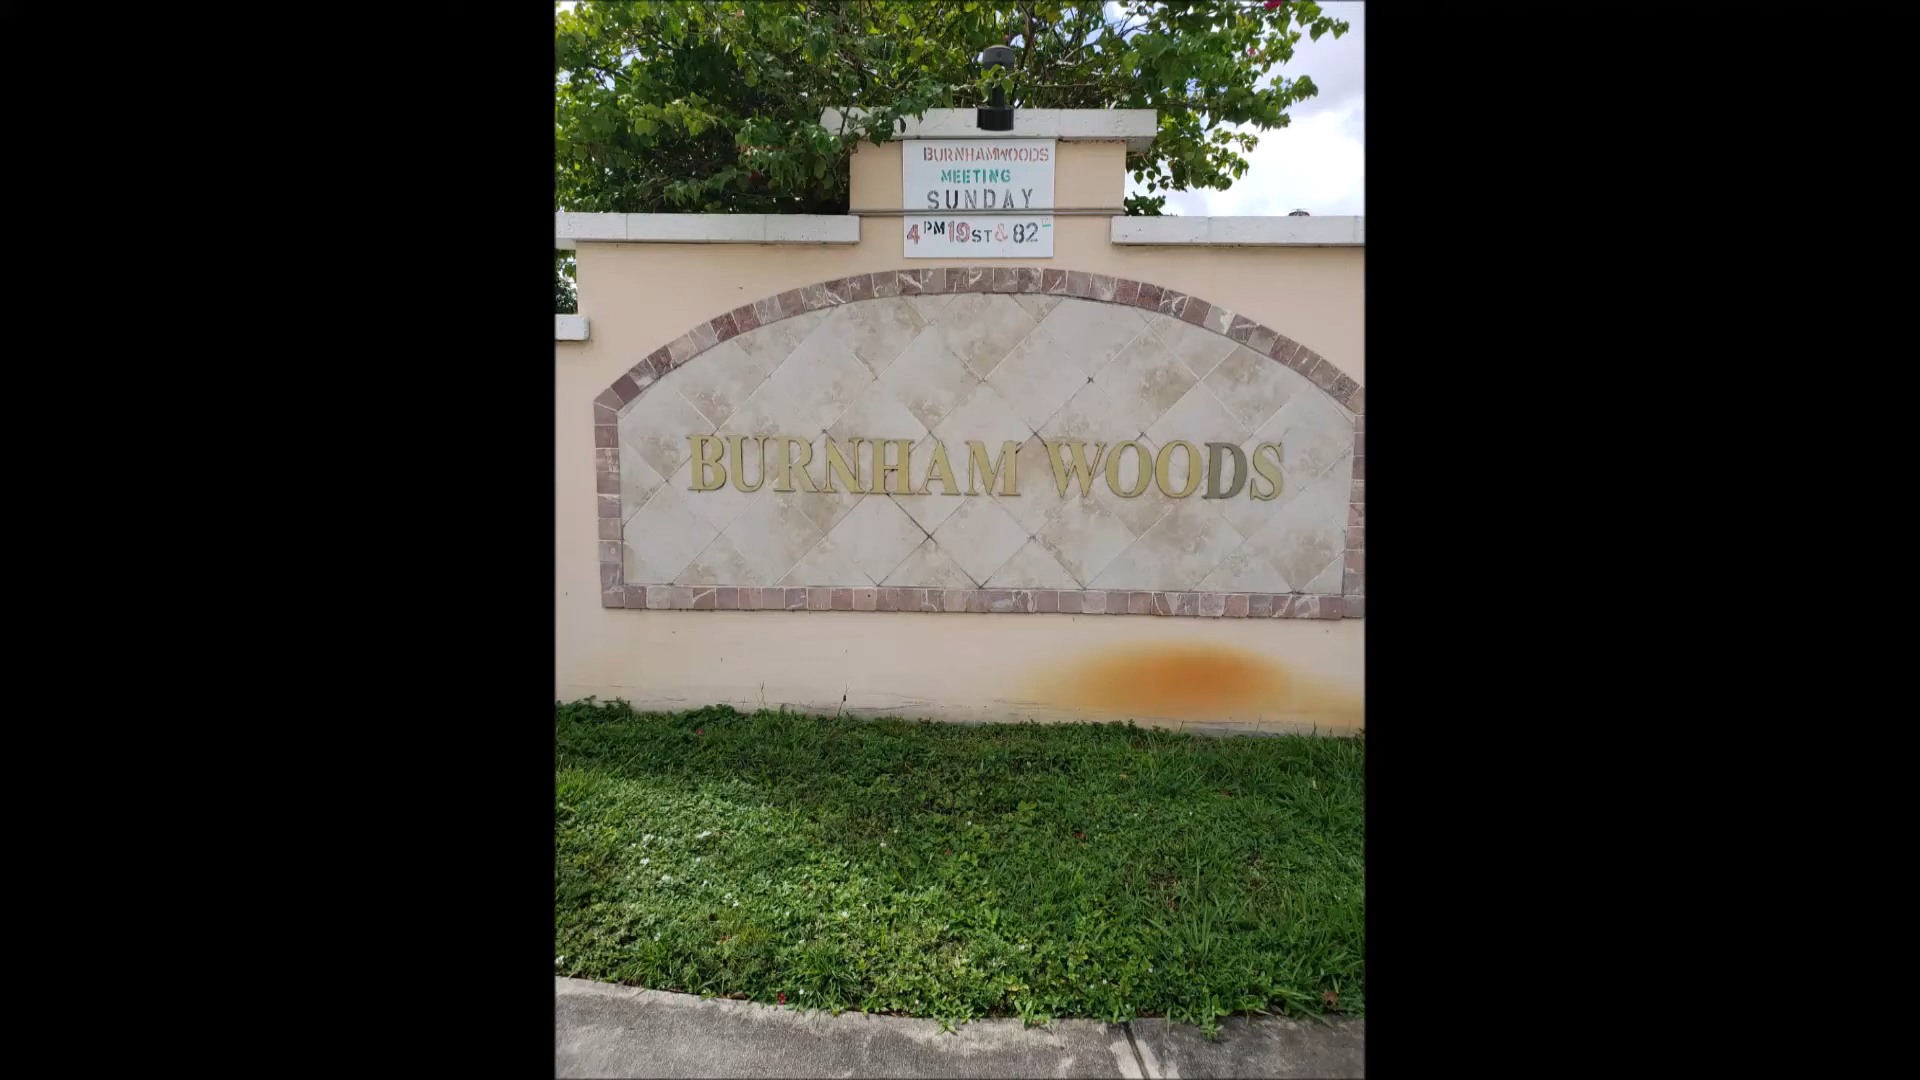 BURNHAMWOODS
MEETING
SUNDAY
4PM 19ST & 82
BURNHAM WOODS